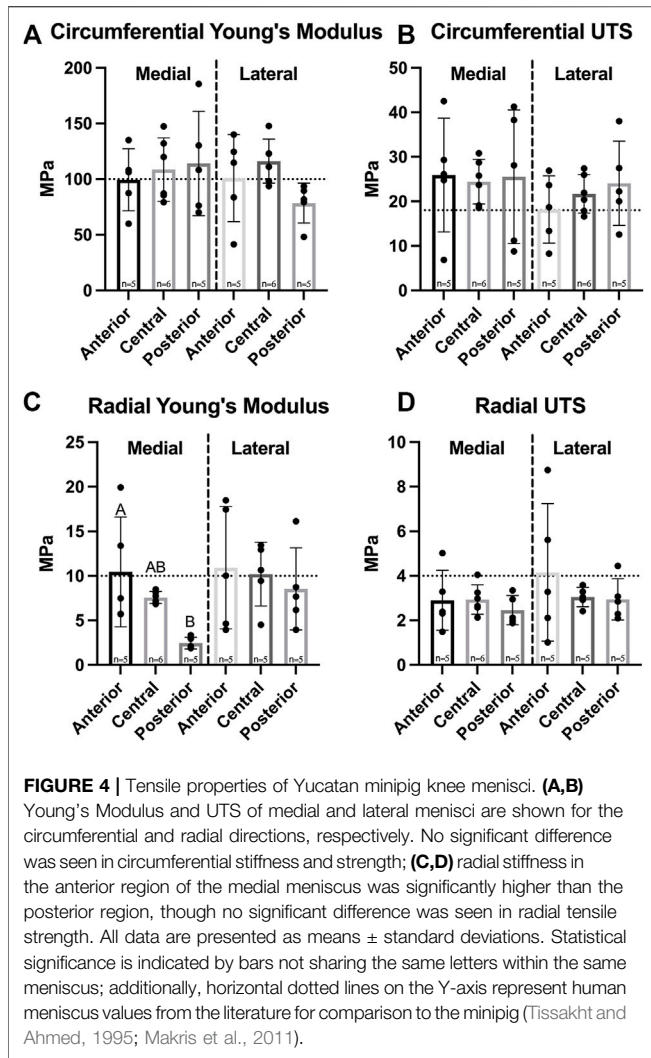 A Circumferential Young's Modulus
Medial Lateral
MPa
200
150
100
50
0
n=5 n=6 n=5 n=5 n=6 n=5
Anterior Central Posterior Anterior Central Posterior
B Circumferential UTS
Medial Lateral
MPa
50
40
30
20
10
0
n=5 n=6 n=5 n=5 n=6 n=5
Anterior Central Posterior Anterior Central Posterior
C Radial Young's Modulus
Medial Lateral
MPa
25
20
15
10
5
0
A AB B
n=5 n=6 n=5 n=5 n=5 n=5
Anterior Central Posterior Anterior Central Posterior
D Radial UTS
Medial Lateral
MPa
10
8
6
4
2
0
n=5 n=6 n=5 n=5 n=5 n=5
Anterior Central Posterior Anterior Central Posterior
FIGURE 4 | Tensile properties of Yucatan minipig knee menisci. (A,B)
Young's Modulus and UTS of medial and lateral menisci are shown for the
circumferential and radial directions, respectively. No significant difference
was seen in circumferential stiffness and strength; (C,D) radial stiffness in
the anterior region of the medial meniscus was significantly higher than the
posterior region, though no significant difference was seen in radial tensile
strength. All data are presented as means ± standard deviations. Statistical
significance is indicated by bars not sharing the same letters within the same
meniscus; additionally, horizontal dotted lines on the Y-axis represent human
meniscus values from the literature for comparison to the minipig (Tissakht and
Ahmed, 1995; Makris et al., 2011).